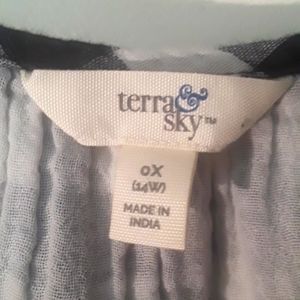 terra &
sky™
0X
(14W)
MADE IN
INDIA